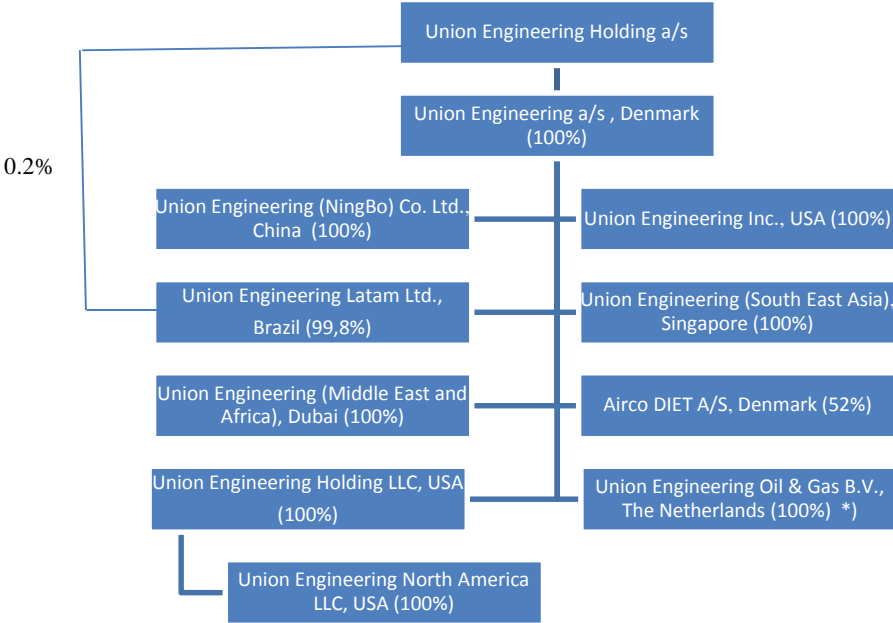 Union Engineering Holding a/s
Union Engineering a/s , Denmark
(100%)
0.2%
Union Engineering (NingBo) Co. Ltd.,
China (100%)
Union Engineering Inc., USA (100%)
Union Engineering Latam Ltd.,
Brazil (99,8%)
Union Engineering (South East Asia),
Singapore (100%)
Union Engineering (Middle East and
Africa), Dubai (100%)
Airco DIET A/S, Denmark (52%)
Union Engineering Holding LLC, USA
(100%)
Union Engineering Oil & Gas B.V.,
The Netherlands (100%) *)
Union Engineering North America
LLC, USA (100%)